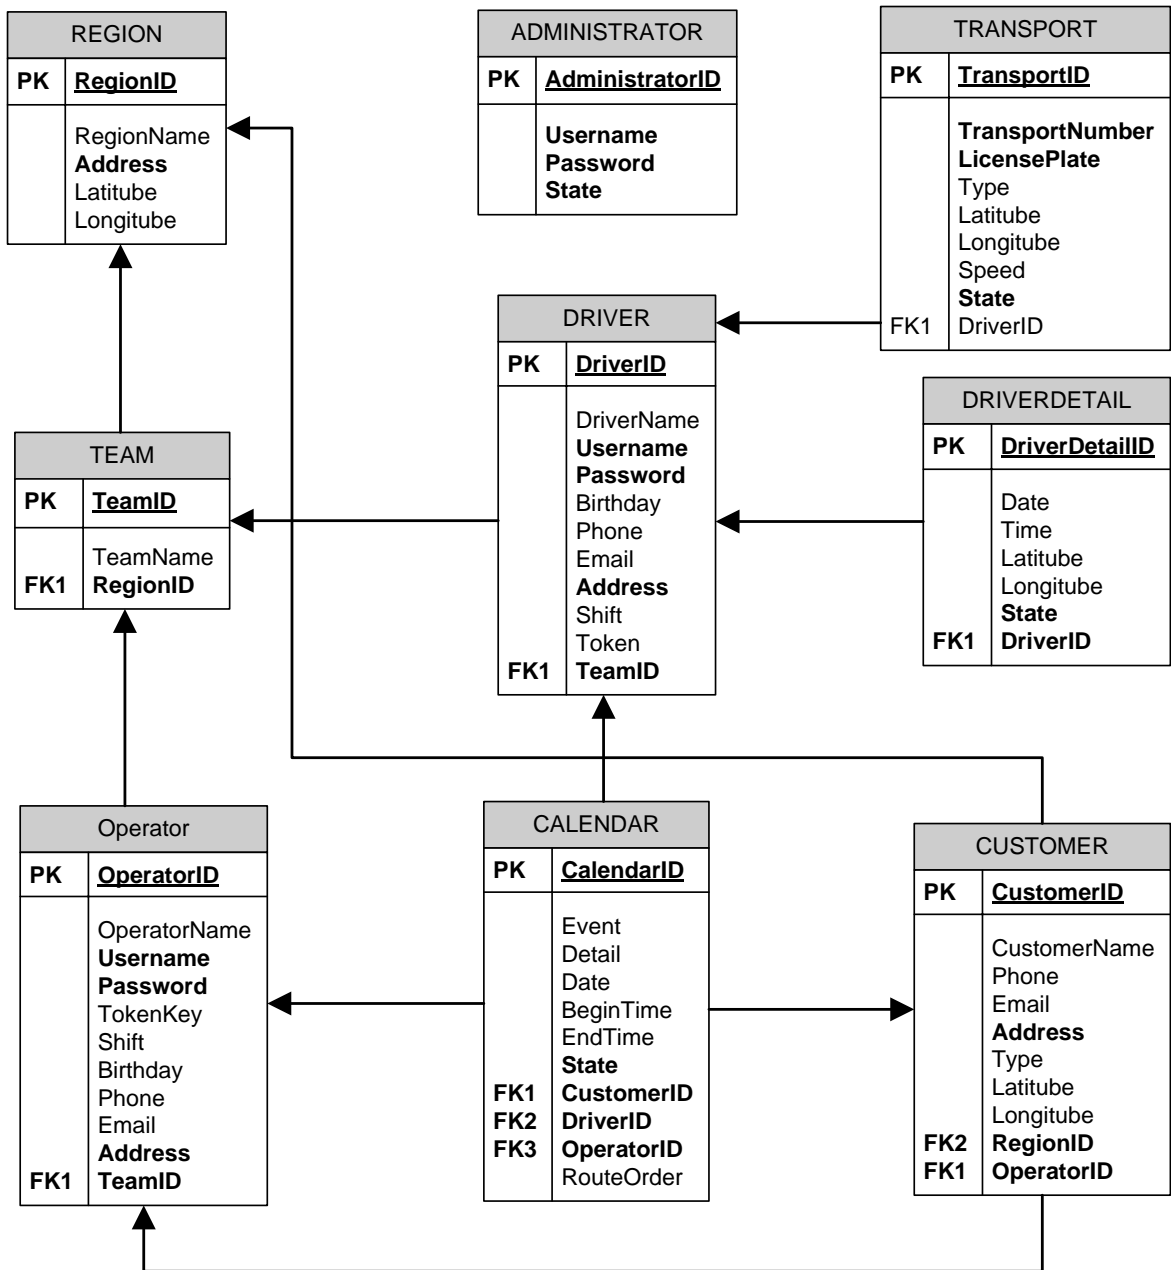 REGION
PK RegionID
RegionName
Address
Latitube
Longitube
ADMINISTRATOR
PK AdministratorID
Username
Password
State
TRANSPORT
PK TransportID
TransportNumber
LicensePlate
Type
Latitube
Longitube
Speed
State
FK1 DriverID
DRIVER
PK DriverID
DriverName
Username
Password
Birthday
Phone
Email
Address
Shift
Token
FK1 TeamID
DRIVERDETAIL
PK DriverDetailID
Date
Time
Latitube
Longitube
State
FK1 DriverID
TEAM
PK TeamID
TeamName
FK1 RegionID
Operator
PK OperatorID
OperatorName
Username
Password
TokenKey
Shift
Birthday
Phone
Email
Address
FK1 TeamID
CALENDAR
PK CalendarID
Event
Detail
Date
BeginTime
EndTime
State
FK1 CustomerID
FK2 DriverID
FK3 OperatorID
RouteOrder
CUSTOMER
PK CustomerID
CustomerName
Phone
Email
Address
Type
Latitube
Longitube
FK2 RegionID
FK1 OperatorID